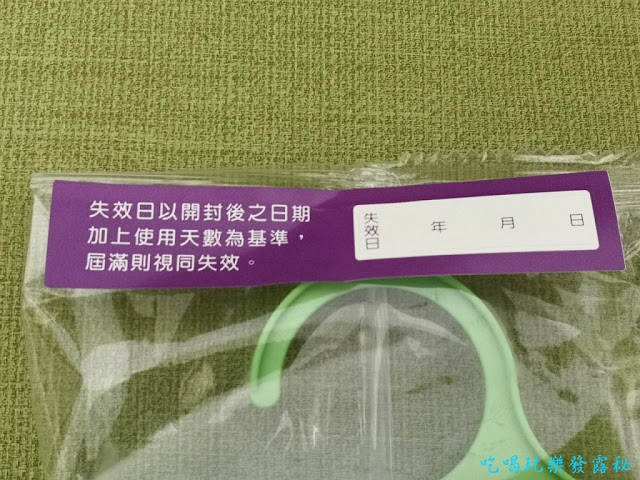 失效日以開封後之日期
加上使用天數為基準，
屆滿則視同失效。
失效日 年 月 日
吃喝玩樂發露秘